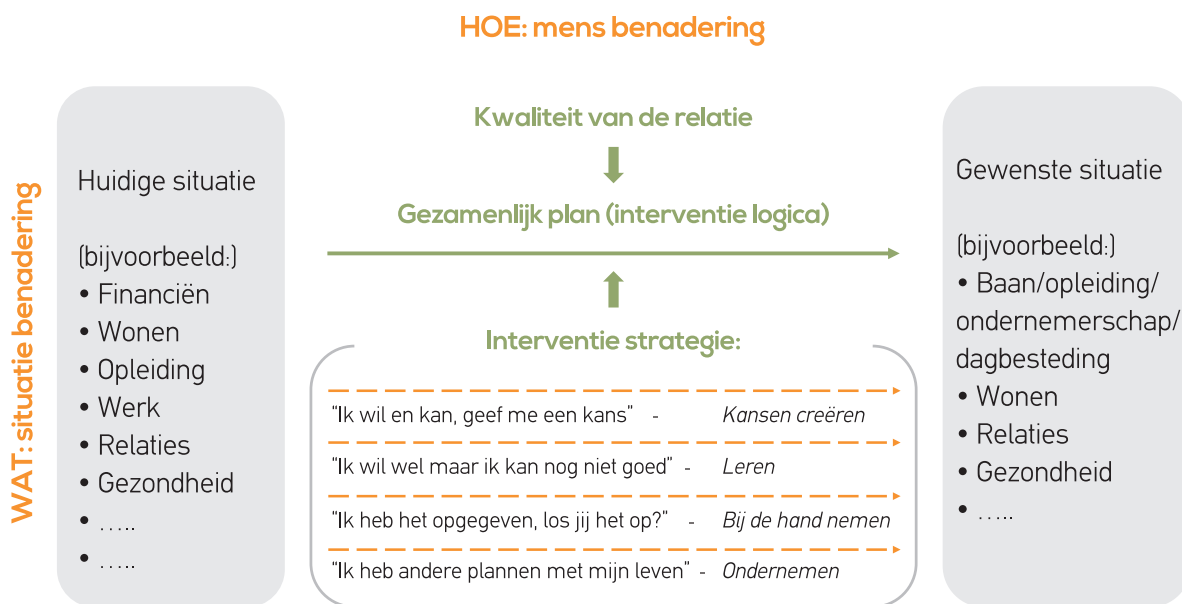 HOE: mens benadering
WAT: situatie benadering
Huidige situatie
(bijvoorbeeld:)
• Financiën
• Wonen
• Opleiding
• Werk
• Relaties
• Gezondheid
• …..
• …..
Kwaliteit van de relatie
Gezamenlijk plan (interventie logica)
Interventie strategie:
"Ik wil en kan, geef me een kans" - Kansen creëren
"Ik wil wel maar ik kan nog niet goed" - Leren
"Ik heb het opgegeven, los jij het op?" - Bij de hand nemen
"Ik heb andere plannen met mijn leven" - Ondernemen
Gewenste situatie
(bijvoorbeeld:)
• Baan/opleiding/
ondernemerschap/
dagbesteding
• Wonen
• Relaties
• Gezondheid
• …..